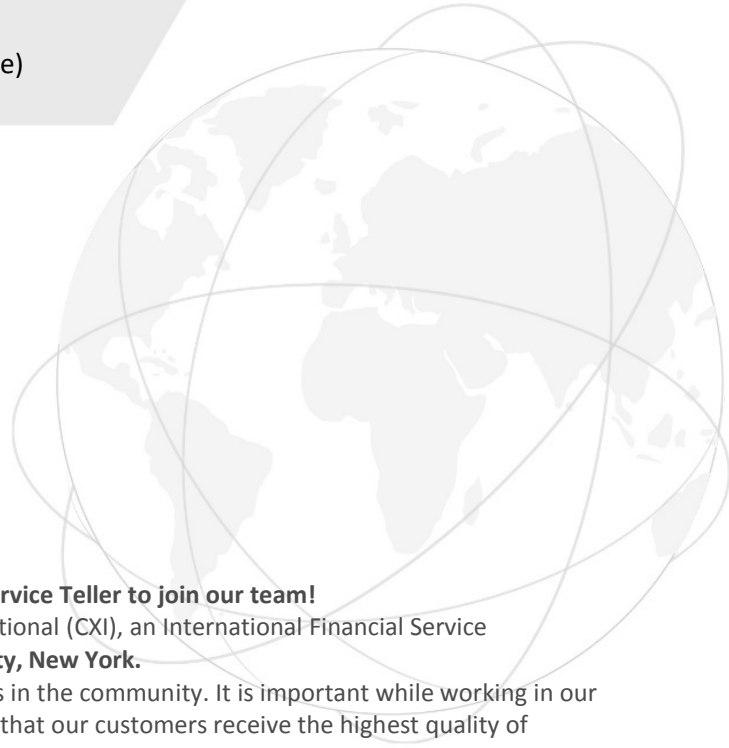 e)
rvice Teller to join our team!
tional (CXI), an International Financial Service
ty, New York.
s in the community. It is important while working in our
that our customers receive the highest quality of